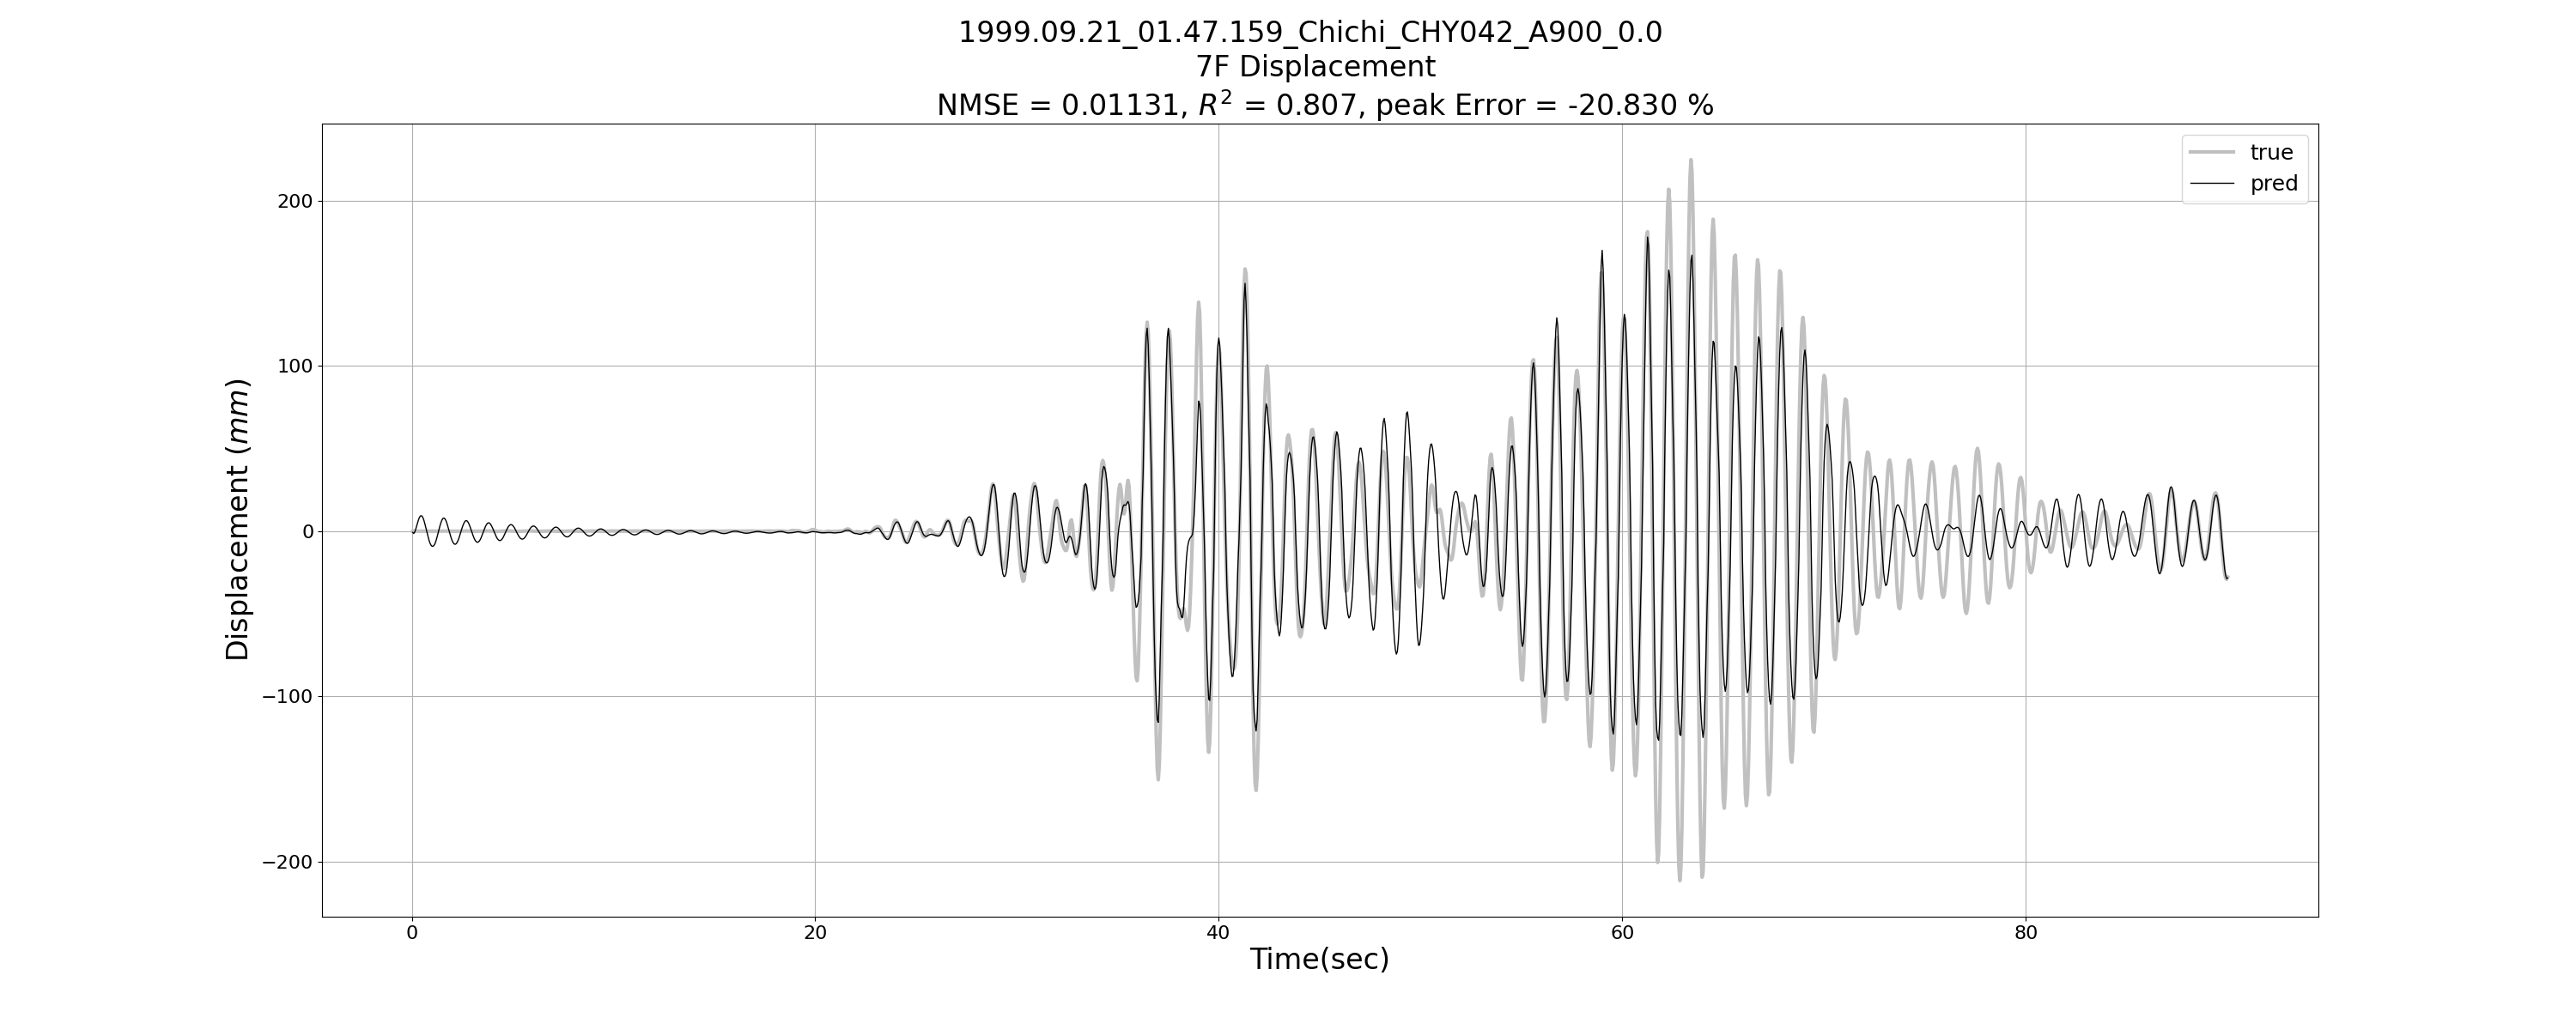 1999.09.21_01.47.159_Chichi_CHY042_A900_0.0
7F Displacement
NMSE = 0.01131, R² = 0.807, peak Error = -20.830 %
true
pred
200
100
0
−100
−200
Displacement (mm)
0 20 40 60 80
Time(sec)